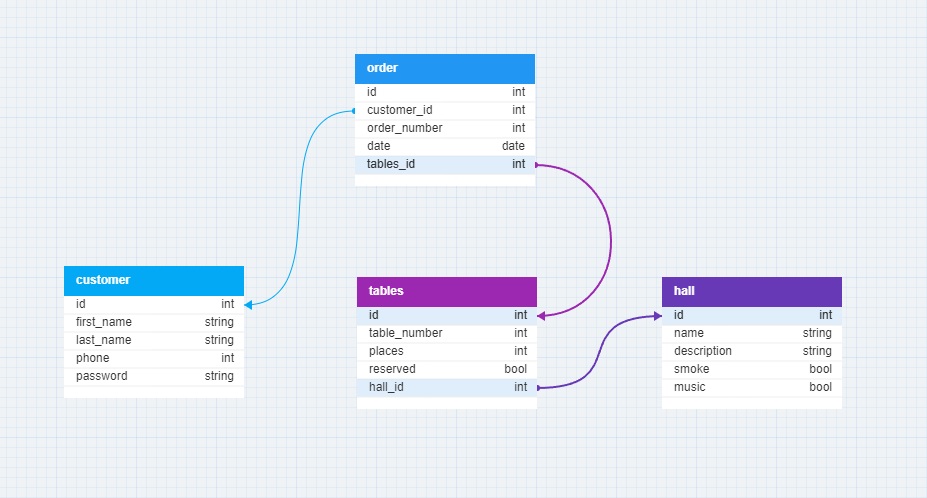 order
id int
customer_id int
order_number int
date date
tables_id int
customer
id int
first_name string
last_name string
phone int
password string
tables
id int
table_number int
places int
reserved bool
hall_id int
hall
id int
name string
description string
smoke bool
music bool